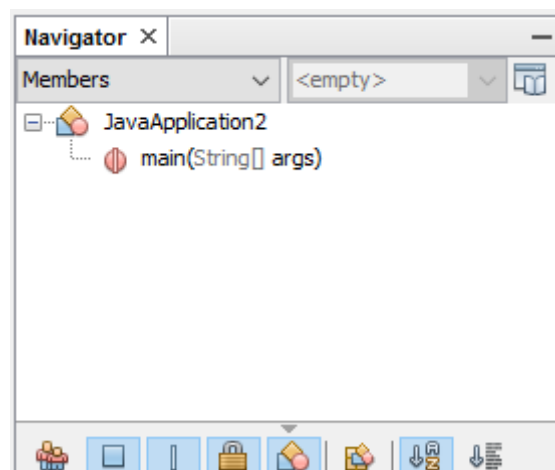 Navigator
Members <empty>
JavaApplication2
main(String[] args)